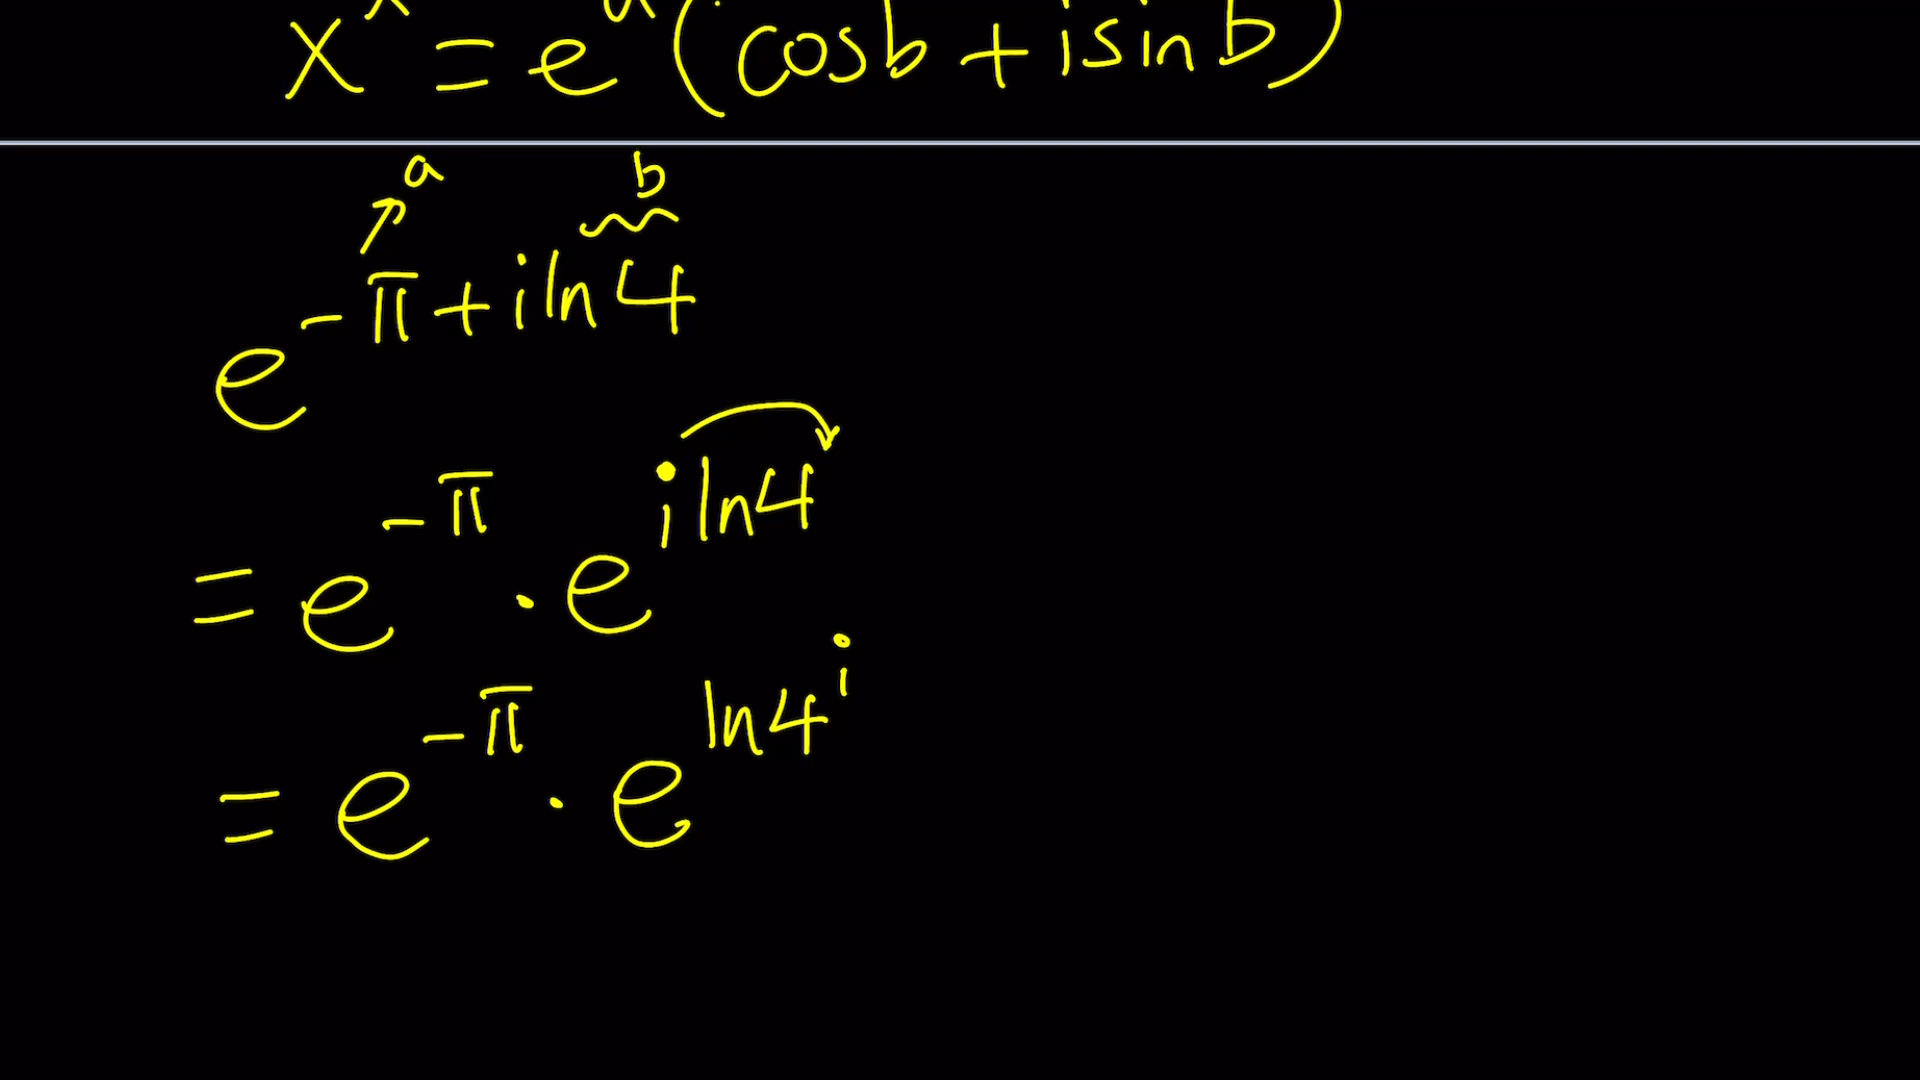 x^x = e^a (cos b + i sin b)
a b
e^{-π + i ln 4}
= e^{-π} · e^{i ln 4}
= e^{-π} · e^{ln 4^i}